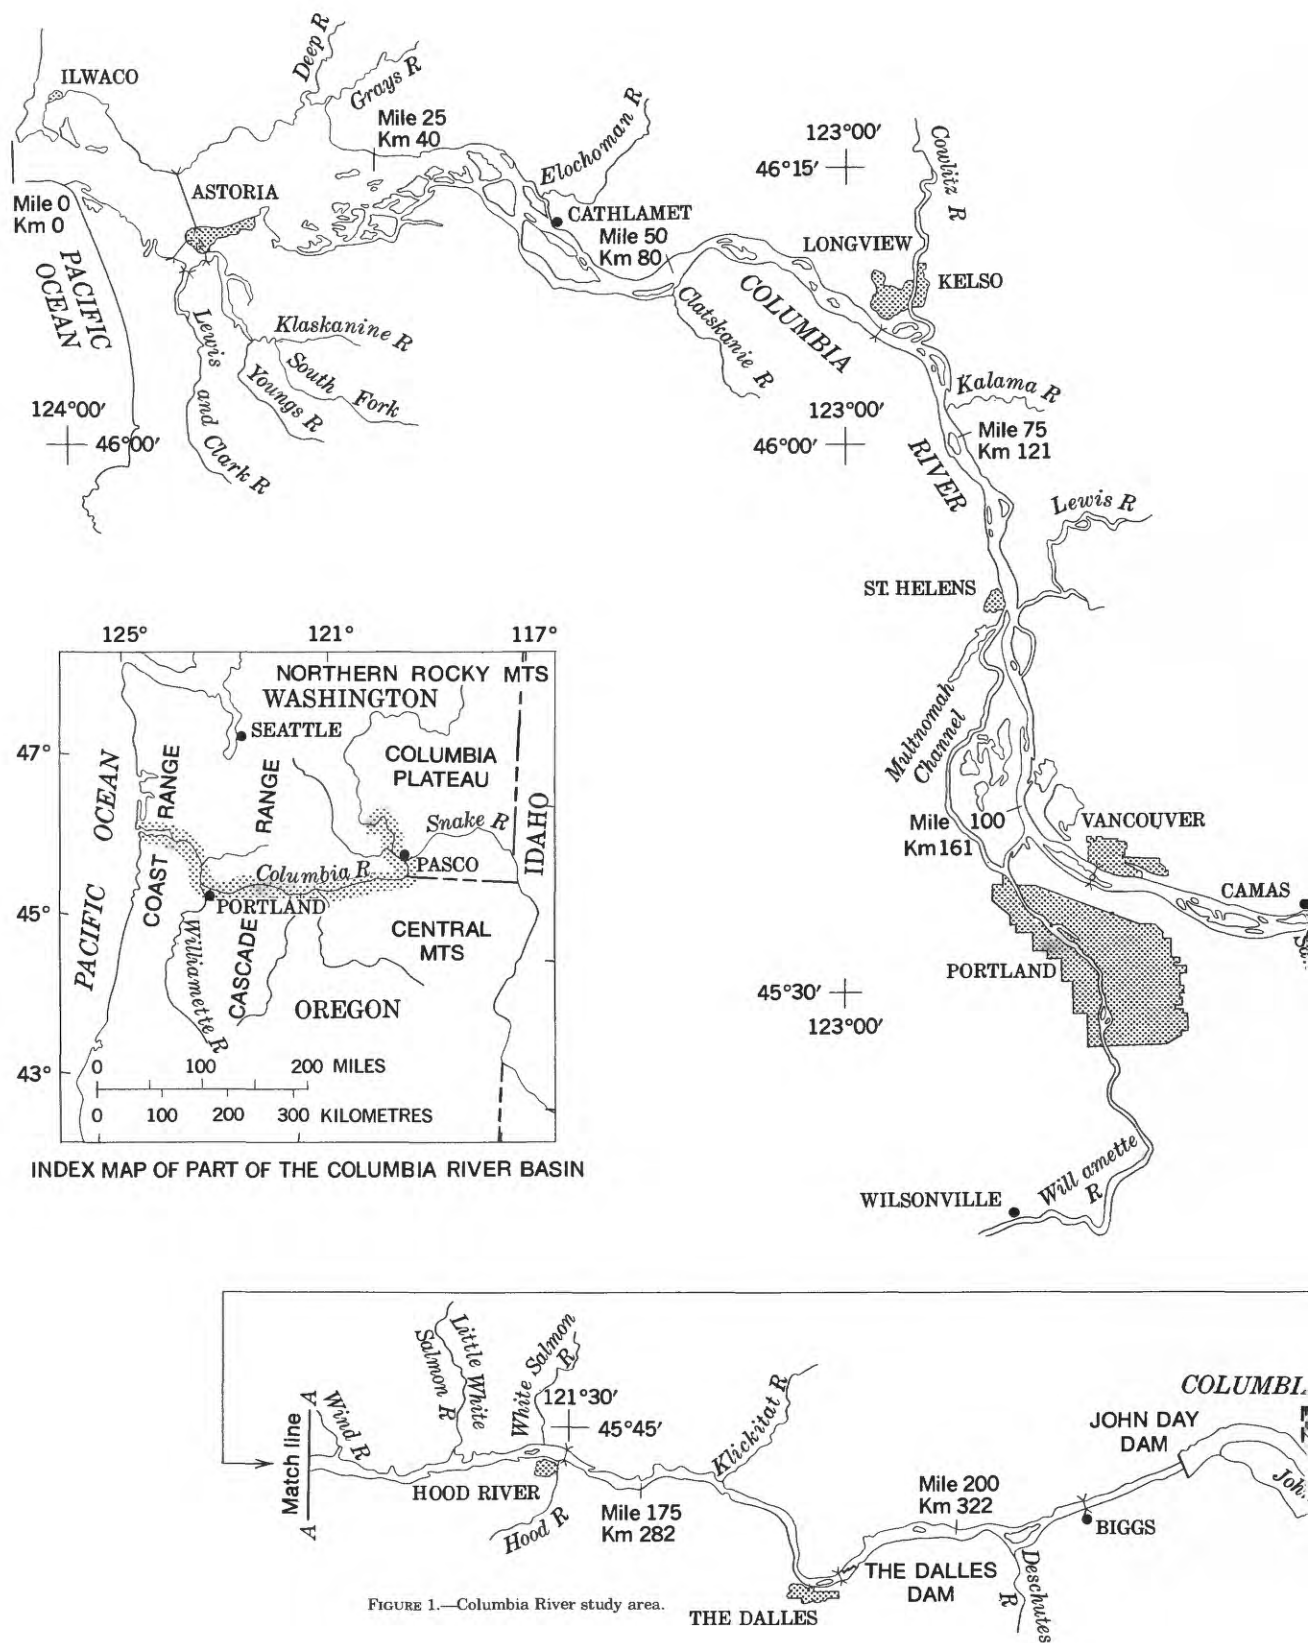 Deep R
Grays R
ILWACO
Mile 25
Km 40
Elochoman R
123°00'
46°15'
Cowlitz R
Mile 0
Km 0
ASTORIA
CATHLAMET
Mile 50
Km 80
LONGVIEW
KELSO
PACIFIC
OCEAN
COLUMBIA
RIVER
Clatskanie R
Lewis
and Clark R
Klaskanine R
South Fork
Youngs R
Kalama R
124°00'
46°00'
123°00'
46°00'
Mile 75
Km 121
Lewis R
ST. HELENS
Multnomah
Channel
Mile 100
Km 161
VANCOUVER
CAMAS
PORTLAND
45°30'
123°00'
WILSONVILLE
Will amette
R
125°
121°
117°
NORTHERN ROCKY MTS
WASHINGTON
SEATTLE
47°
COLUMBIA
PLATEAU
PACIFIC OCEAN
COAST RANGE
CASCADE RANGE
Snake R
IDAHO
PASCO
Columbia R
PORTLAND
45°
CENTRAL
MTS
Williamette R
OREGON
43°
0 100 200 MILES
0 100 200 300 KILOMETRES
INDEX MAP OF PART OF THE COLUMBIA RIVER BASIN
A
Match line
A
Wind R
Little White
Salmon R
White Salmon
R
121°30'
45°45'
HOOD RIVER
Hood R
Mile 175
Km 282
Klickitat R
Mile 200
Km 322
JOHN DAY
DAM
BIGGS
THE DALLES
DAM
Deschutes
R
THE DALLES
FIGURE 1.—Columbia River study area.